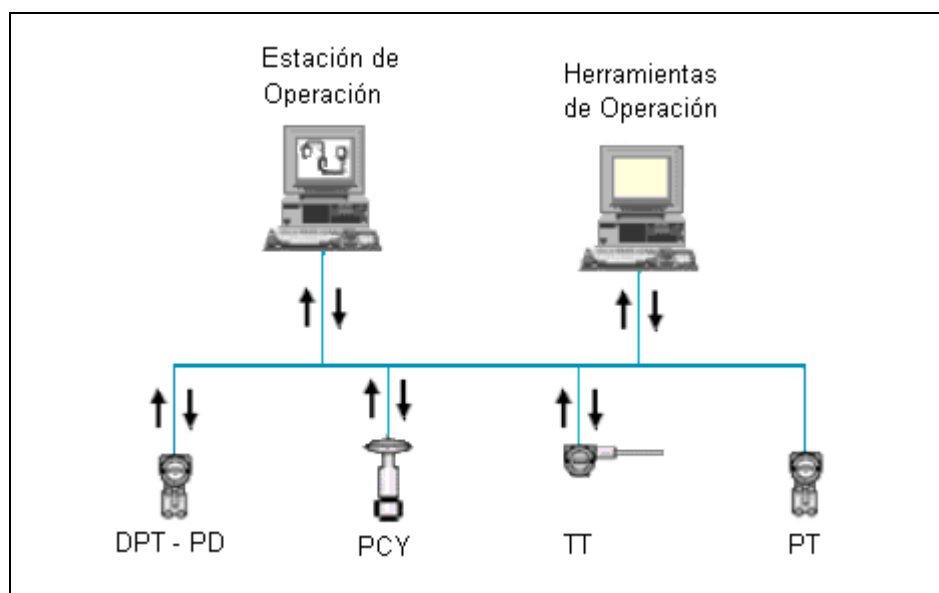 Estación de
Operación
Herramientas
de Operación
DPT - PD
PCY
TT
PT